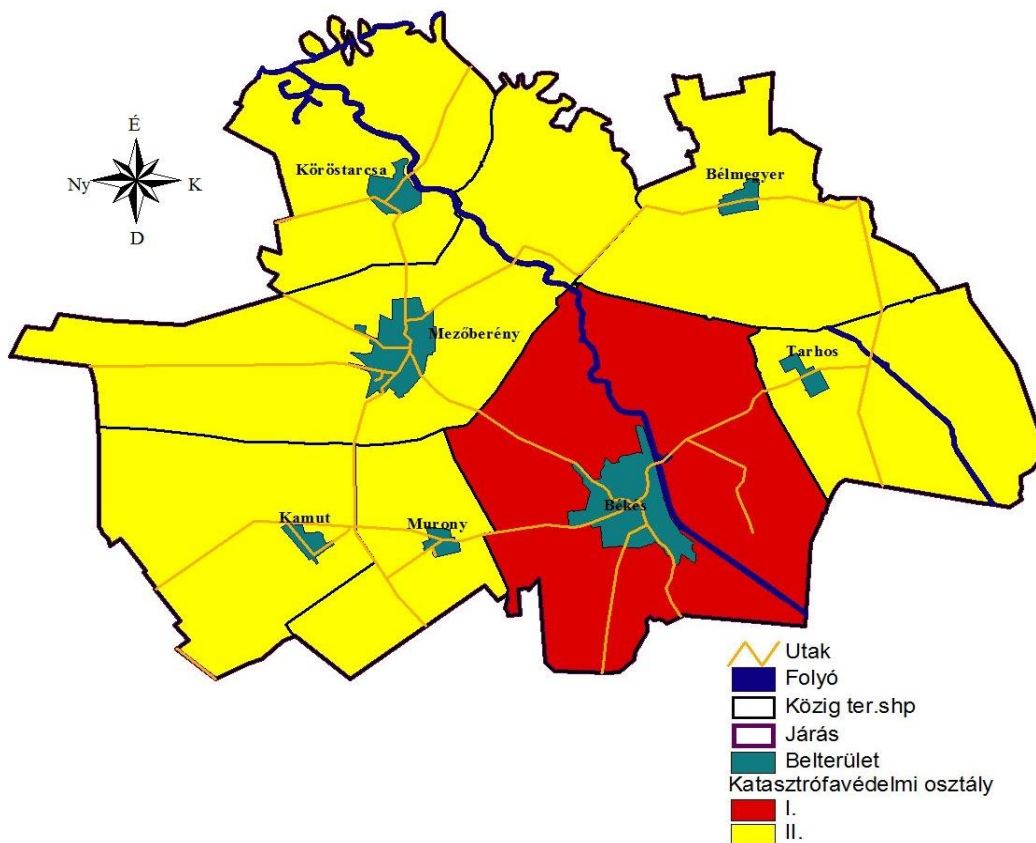 É
Ny
K
D
Köröstarcsa
Bélmegyer
Mezőberény
Tarhos
Békés
Kamut
Murony
Utak
Folyó
Közig ter.shp
Járás
Belterület
Katasztrófavédelmi osztály
I.
II.